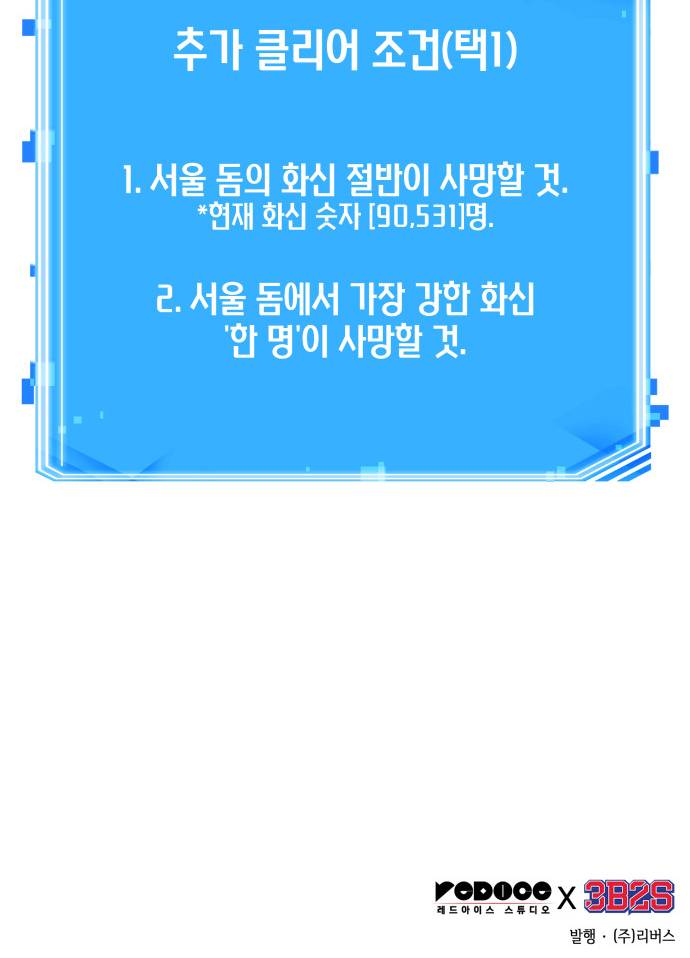 추가 클리어 조건(택1)
1. 서울 돔의 화신 절반이 사망할 것.
*현재 화신 숫자 [90,531]명.
2. 서울 돔에서 가장 강한 화신
'한 명'이 사망할 것.
REDICE X 3B2S
레드아이스 스튜디오
발행 · (주)리버스